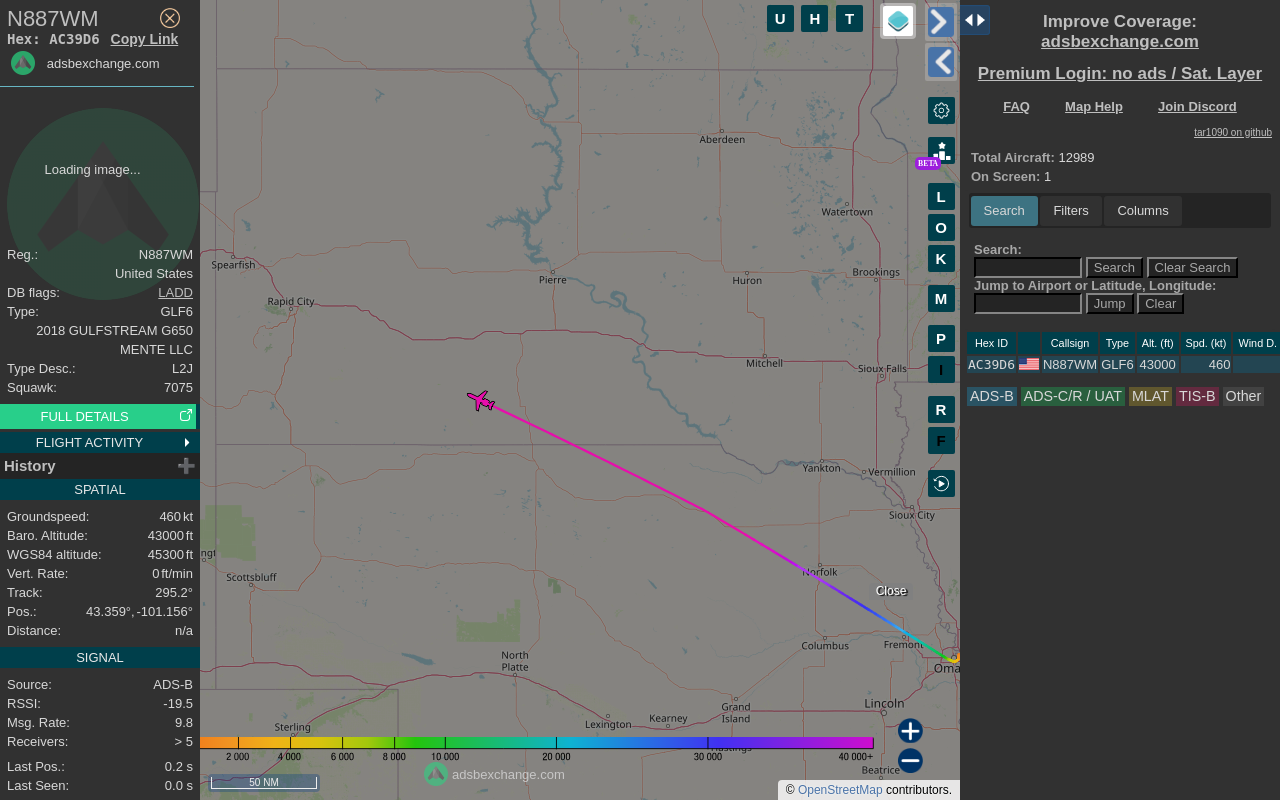 N887WM
Hex: AC39D6 Copy Link
adsbexchange.com
Loading image...
Reg.: N887WM
United States
DB flags: LADD
Type: GLF6
2018 GULFSTREAM G650
MENTE LLC
Type Desc.: L2J
Squawk: 7075
FULL DETAILS
FLIGHT ACTIVITY
History
SPATIAL
Groundspeed: 460 kt
Baro. Altitude: 43000 ft
WGS84 altitude: 45300 ft
Vert. Rate: 0 ft/min
Track: 295.2°
Pos.: 43.359°, -101.156°
Distance: n/a
SIGNAL
Source: ADS-B
RSSI: -19.5
Msg. Rate: 9.8
Receivers: > 5
Last Pos.: 0.2 s
Last Seen: 0.0 s
U H T
BETA
L
O
K
M
P
I
R
F
Aberdeen
Watertown
Spearfish
Pierre
Huron
Brookings
Rapid City
Mitchell
Sioux Falls
Yankton
Vermillion
Sioux City
Scottsbluff
Norfolk
Close
Columbus
Fremont
North
Platte
Oma
Lincoln
Grand
Island
Kearney
Lexington
Sterling
Hastings
Beatrice
2 000 4 000 6 000 8 000 10 000 20 000 30 000 40 000+
50 NM
adsbexchange.com
© OpenStreetMap contributors.
Improve Coverage:
adsbexchange.com
Premium Login: no ads / Sat. Layer
FAQ Map Help Join Discord
tar1090 on github
Total Aircraft: 12989
On Screen: 1
Search Filters Columns
Search:
Search Clear Search
Jump to Airport or Latitude, Longitude:
Jump Clear
Hex ID Callsign Type Alt. (ft) Spd. (kt) Wind D.
AC39D6 N887WM GLF6 43000 460
ADS-B ADS-C/R / UAT MLAT TIS-B Other